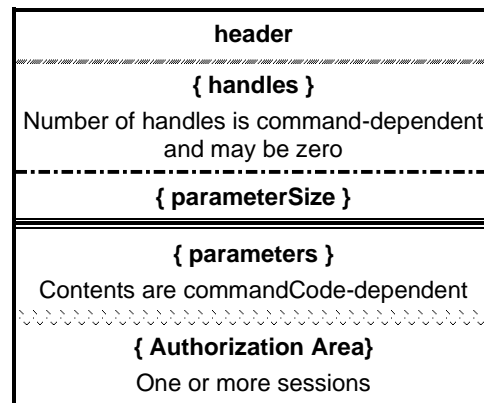 header
{ handles }
Number of handles is command-dependent
and may be zero
{ parameterSize }
{ parameters }
Contents are commandCode-dependent
{ Authorization Area}
One or more sessions